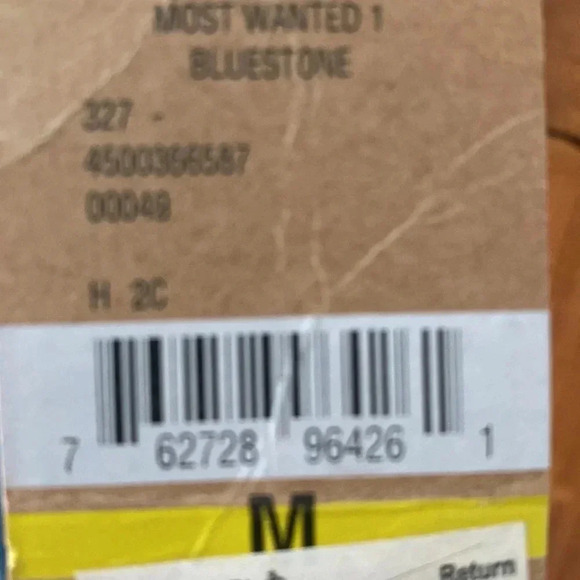 MOST WANTED 1
BLUESTONE
327 -
4500396587
00049
H 2C
7 62728 96426 1
M
Return